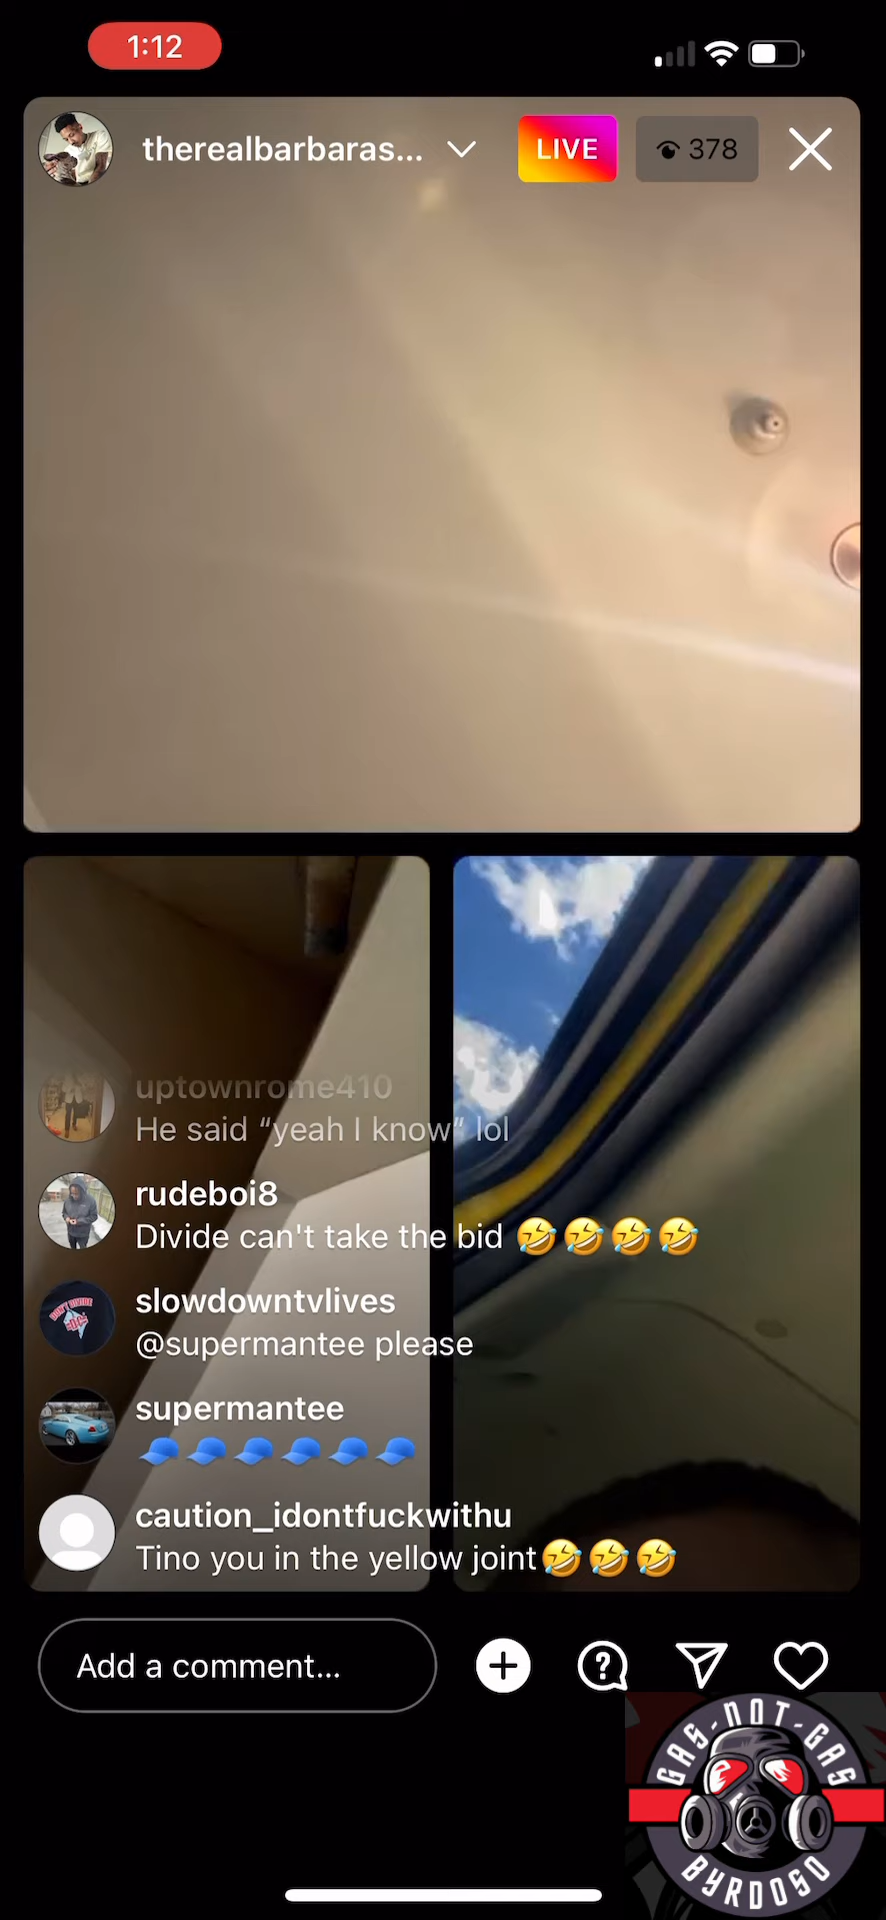 1:12
therealbarbaras...
LIVE
378
uptownrome410
He said “yeah I know“ lol
rudeboi8
Divide can't take the bid 🤣🤣🤣🤣
slowdowntvlives
@supermantee please
supermantee
🧢🧢🧢🧢🧢🧢
caution_idontfuckwithu
Tino you in the yellow joint🤣🤣🤣
Add a comment...
GAS-NOT-GAS
BYRDOSO